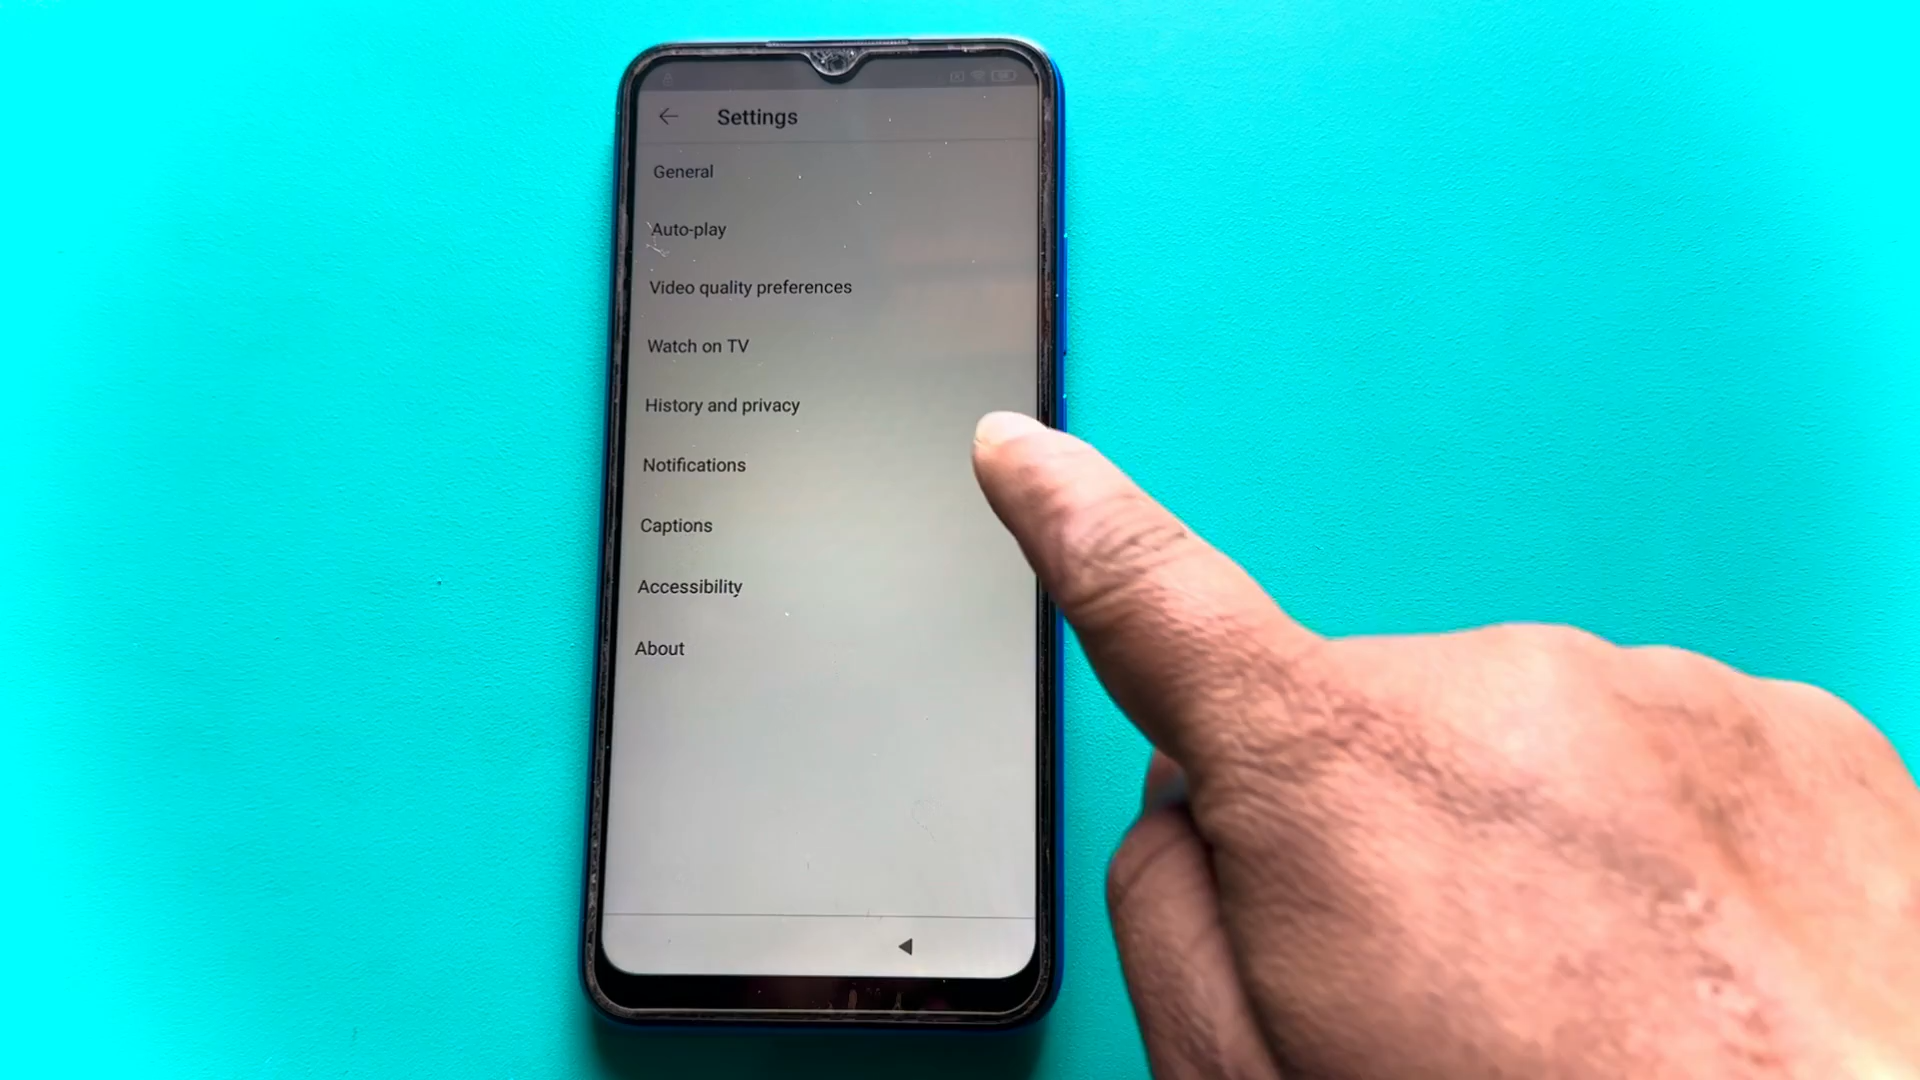 Settings
General
Auto-play
Video quality preferences
Watch on TV
History and privacy
Notifications
Captions
Accessibility
About